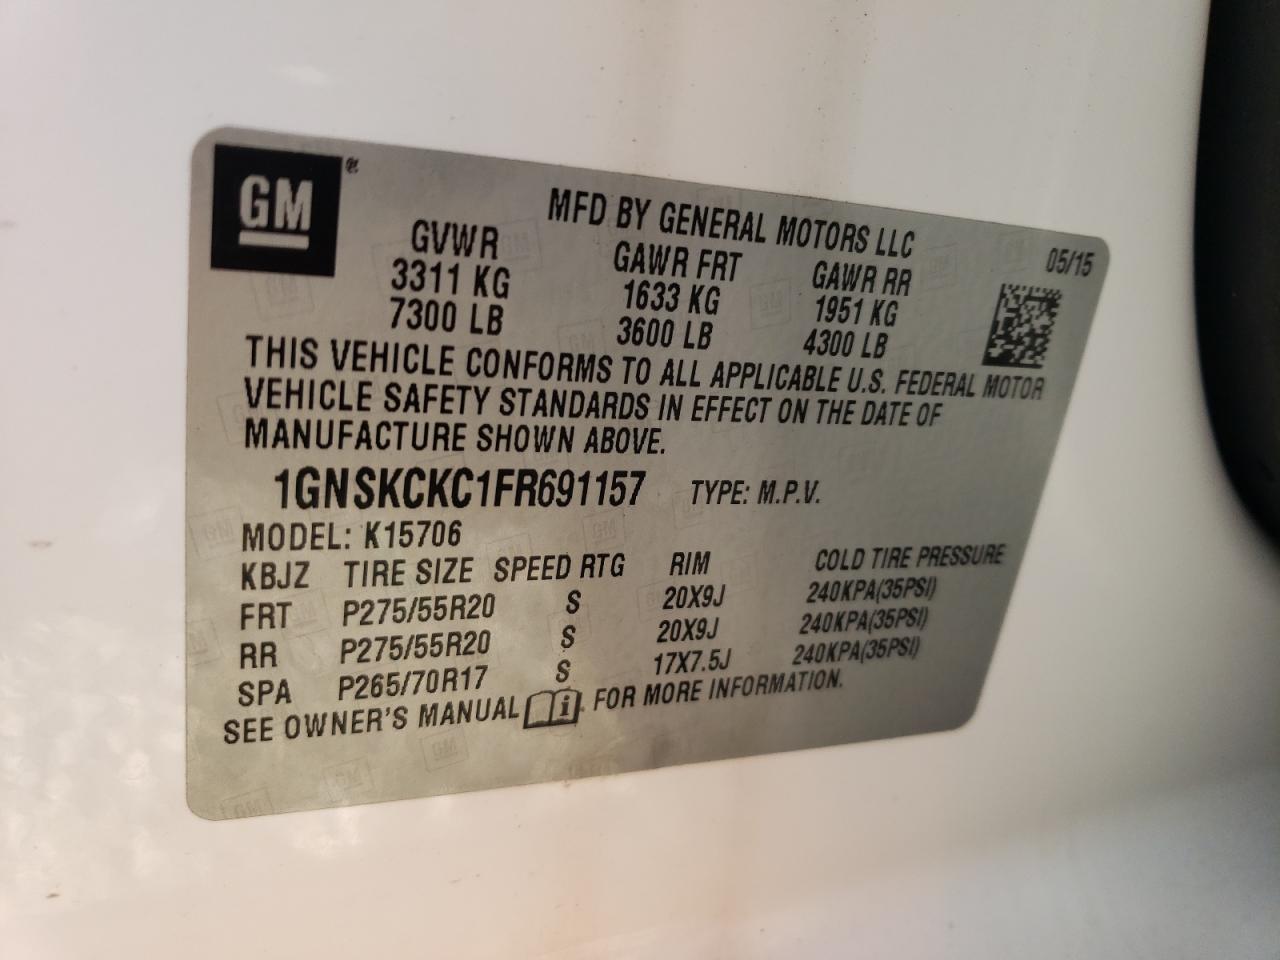 GM ®
MFD BY GENERAL MOTORS LLC
05/15
GVWR GAWR FRT GAWR RR
3311 KG 1633 KG 1951 KG
7300 LB 3600 LB 4300 LB
THIS VEHICLE CONFORMS TO ALL APPLICABLE U.S. FEDERAL MOTOR
VEHICLE SAFETY STANDARDS IN EFFECT ON THE DATE OF
MANUFACTURE SHOWN ABOVE.
1GNSKCKC1FR691157 TYPE: M.P.V.
MODEL: K15706
KBJZ TIRE SIZE SPEED RTG RIM COLD TIRE PRESSURE
FRT P275/55R20 S 20X9J 240KPA(35PSI)
RR P275/55R20 S 20X9J 240KPA(35PSI)
SPA P265/70R17 S 17X7.5J 240KPA(35PSI)
SEE OWNER'S MANUAL i. FOR MORE INFORMATION.